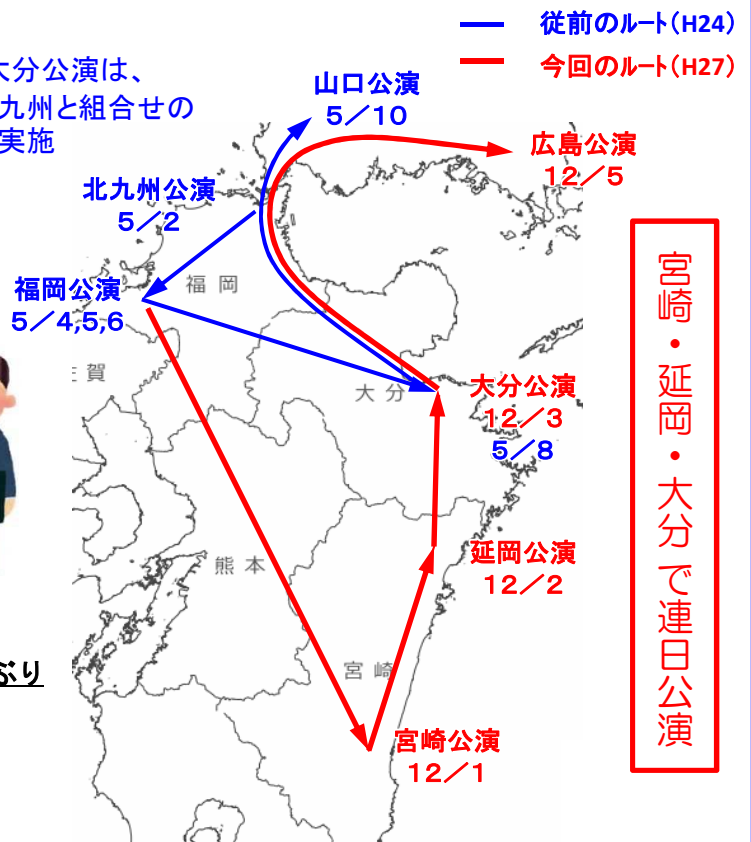 従前のルート(H24)
今回のルート(H27)
大分公演は、
九州と組合せの
実施
山口公演
5/10
広島公演
12/5
北九州公演
5/2
福岡
福岡公演
5/4,5,6
賀
大分
大分公演
12/3
5/8
延岡公演
12/2
熊本
宮崎
宮崎公演
12/1
ぶり
宮崎・延岡・大分で連日公演